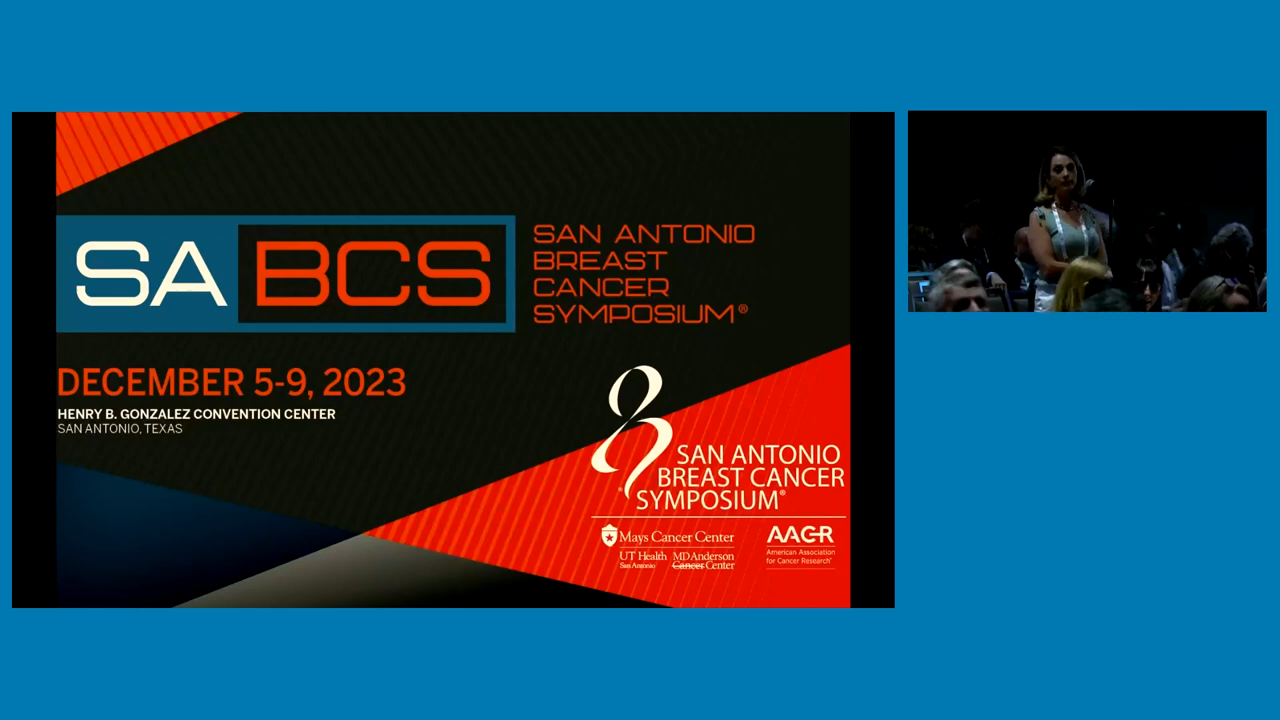 SA BCS
SAN ANTONIO
BREAST
CANCER
SYMPOSIUM®
DECEMBER 5-9, 2023
HENRY B. GONZALEZ CONVENTION CENTER
SAN ANTONIO, TEXAS
SAN ANTONIO
BREAST CANCER
SYMPOSIUM®
Mays Cancer Center
UT Health
San Antonio
MD Anderson
Cancer Center
AACR
American Association
for Cancer Research®